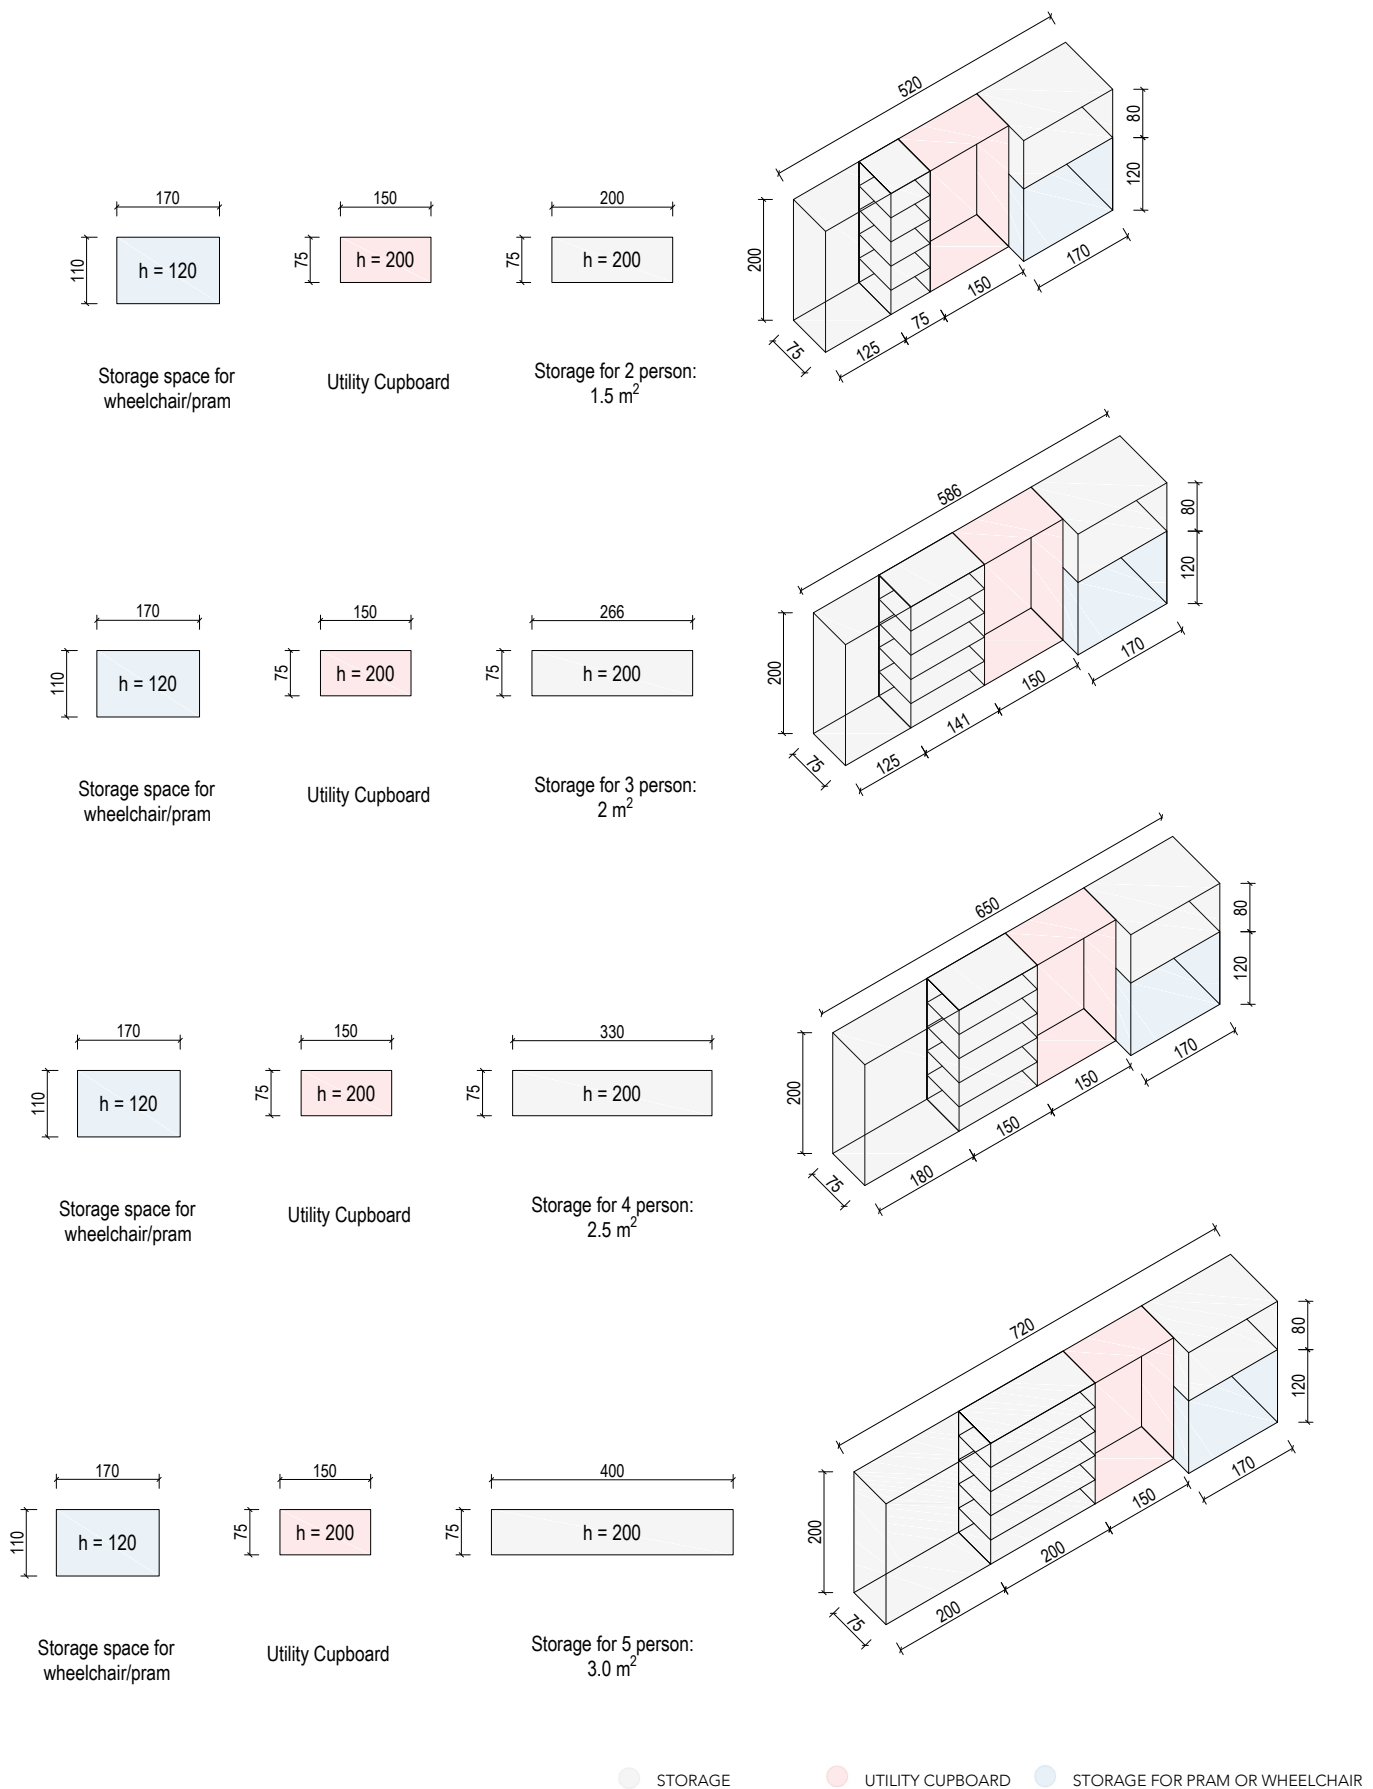 520
80
120
170
150
200
200
170
110
h = 120
75
h = 200
75
h = 200
150
75
125
75
Storage space for
wheelchair/pram
Utility Cupboard
Storage for 2 person:
1.5 m²
586
80
120
170
150
266
200
170
110
h = 120
75
h = 200
75
h = 200
150
141
125
75
Storage space for
wheelchair/pram
Utility Cupboard
Storage for 3 person:
2 m²
650
80
120
170
150
330
200
170
110
h = 120
75
h = 200
75
h = 200
150
150
180
75
Storage space for
wheelchair/pram
Utility Cupboard
Storage for 4 person:
2.5 m²
720
80
120
170
150
400
200
170
110
h = 120
75
h = 200
75
h = 200
150
200
200
75
Storage space for
wheelchair/pram
Utility Cupboard
Storage for 5 person:
3.0 m²
STORAGE
UTILITY CUPBOARD
STORAGE FOR PRAM OR WHEELCHAIR